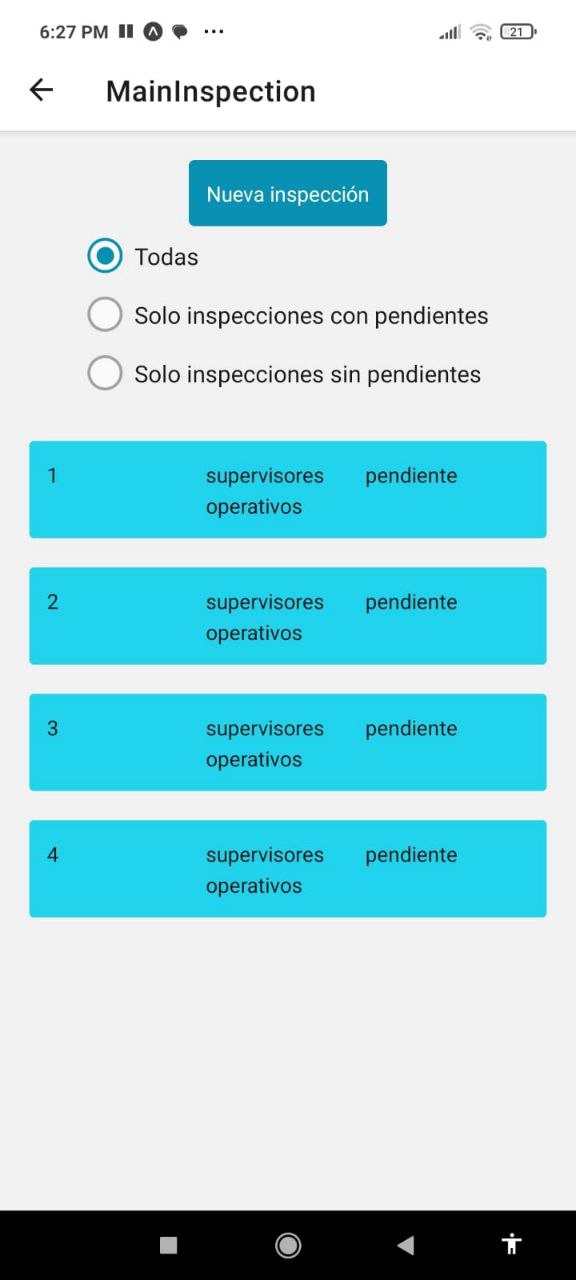 6:27 PM
21
MainInspection
Nueva inspección
Todas
Solo inspecciones con pendientes
Solo inspecciones sin pendientes
1 supervisores pendiente
operativos
2 supervisores pendiente
operativos
3 supervisores pendiente
operativos
4 supervisores pendiente
operativos